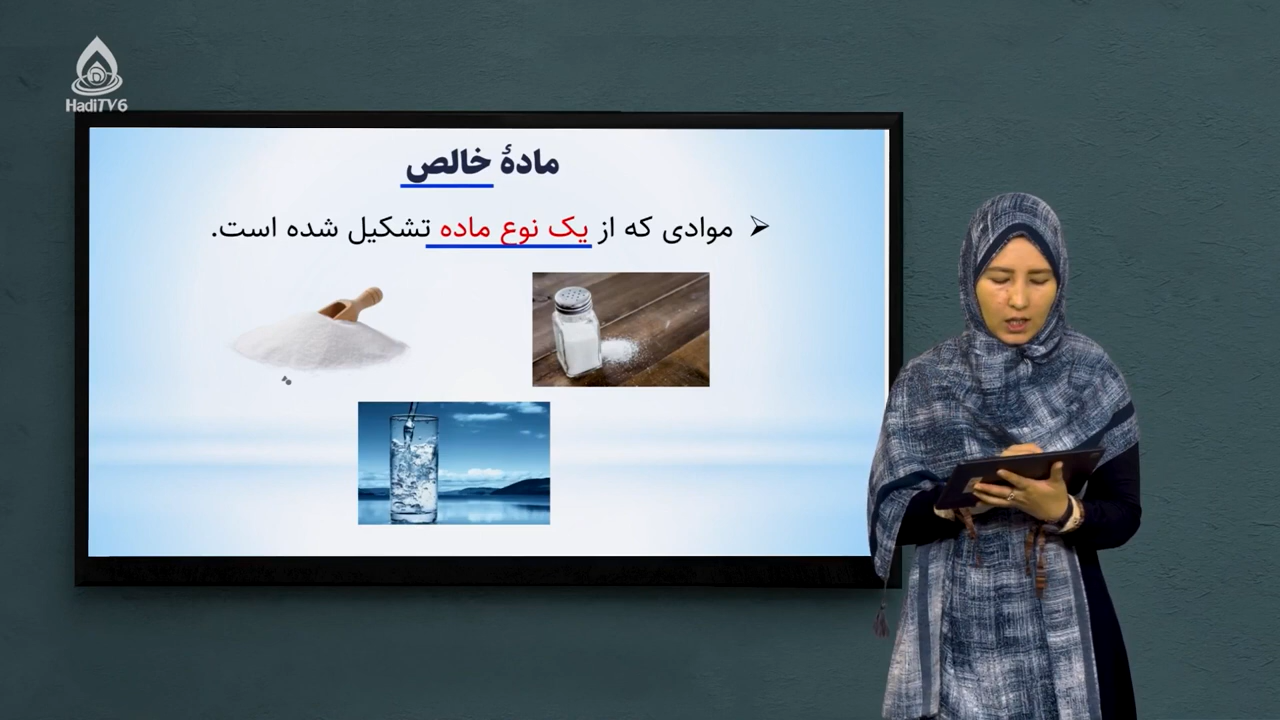 HadiTV6
مادهٔ خالص
موادی که از یک نوع ماده تشکیل شده است.